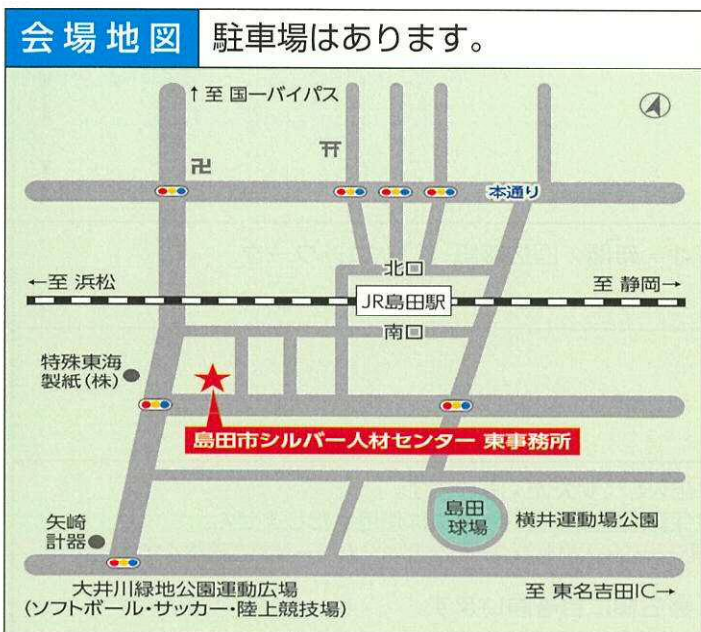 会場地図 駐車場はあります。
↑至 国一バイパス
本通り
北口
←至 浜松
至 静岡→
JR島田駅
南口
特殊東海
製紙(株)
島田市シルバー人材センター 東事務所
島田
球場
横井運動場公園
矢崎
計器
大井川緑地公園運動広場
(ソフトボール・サッカー・陸上競技場)
至 東名吉田IC→